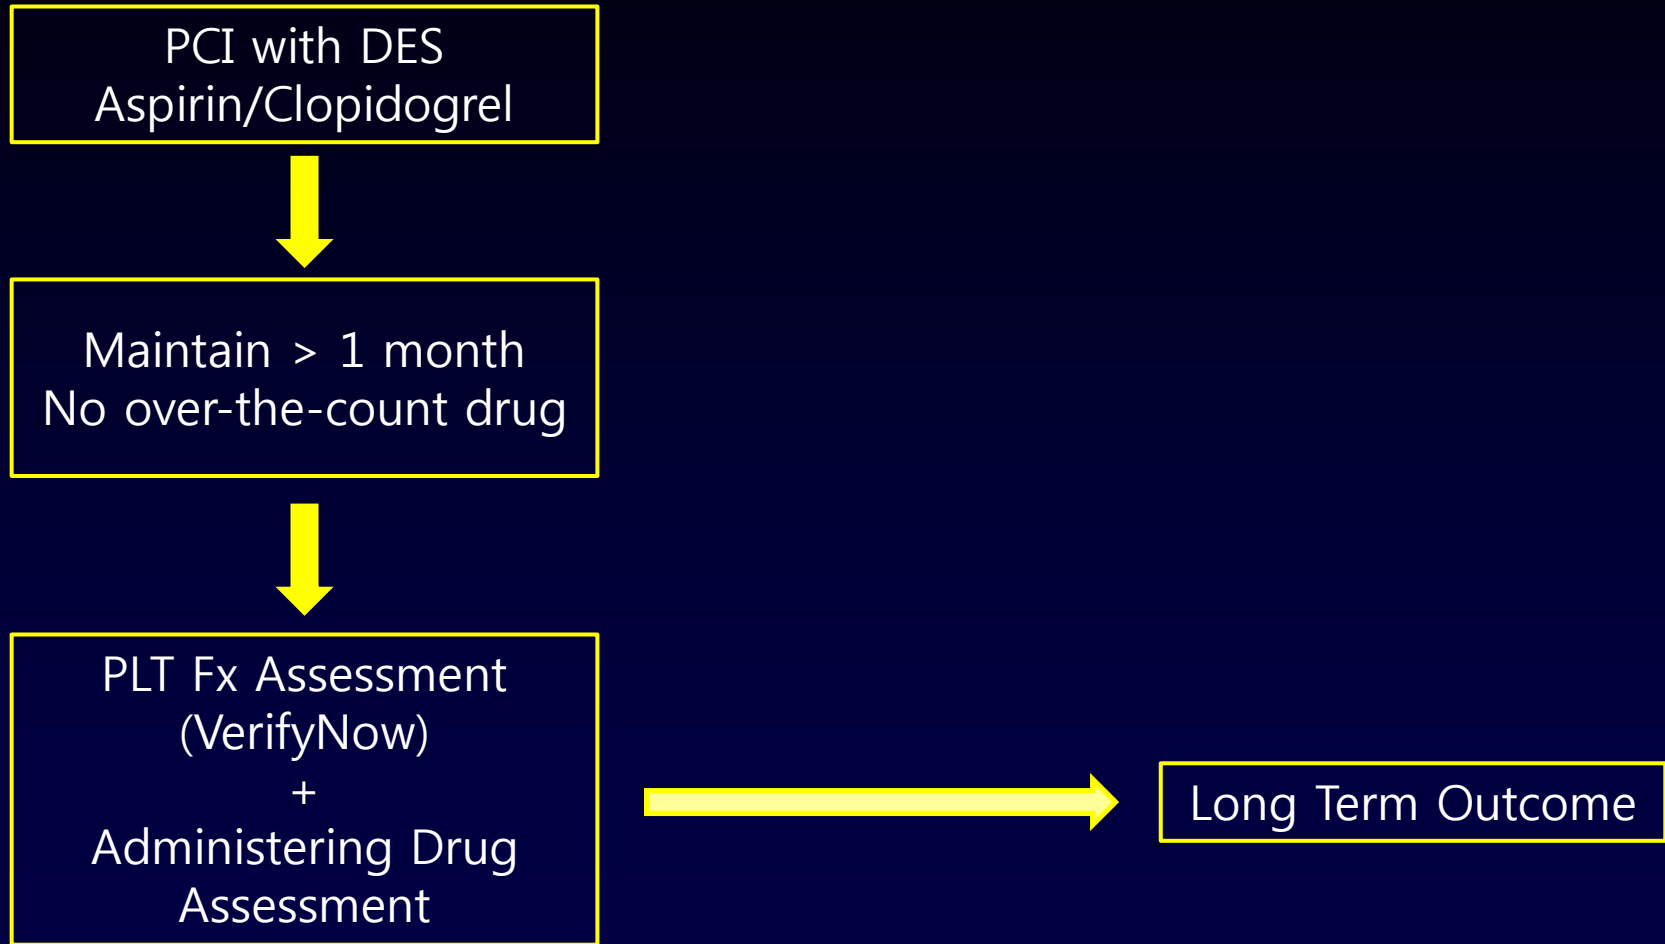 PCI with DES
Aspirin/Clopidogrel
Maintain > 1 month
No over-the-count drug
PLT Fx Assessment
(VerifyNow)
+
Administering Drug
Assessment
Long Term Outcome